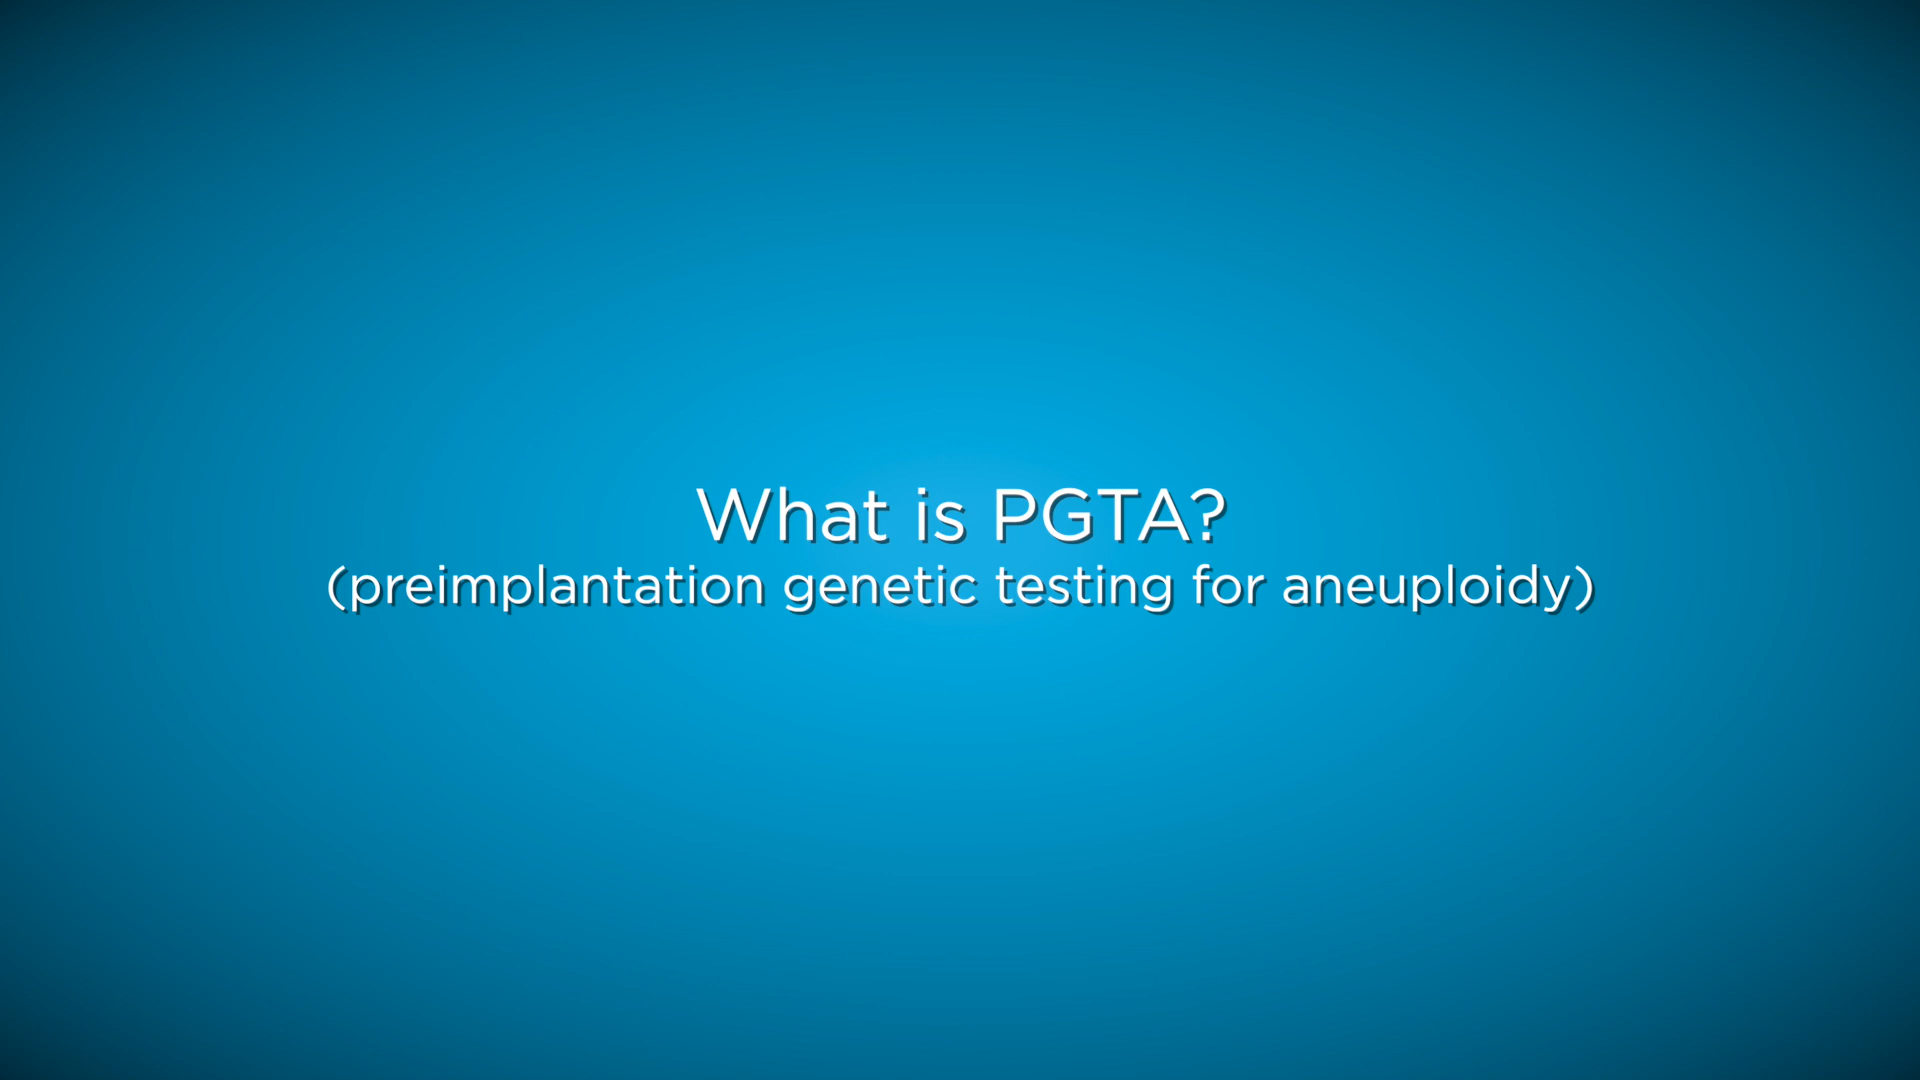 What is PGTA?
(preimplantation genetic testing for aneuploidy)